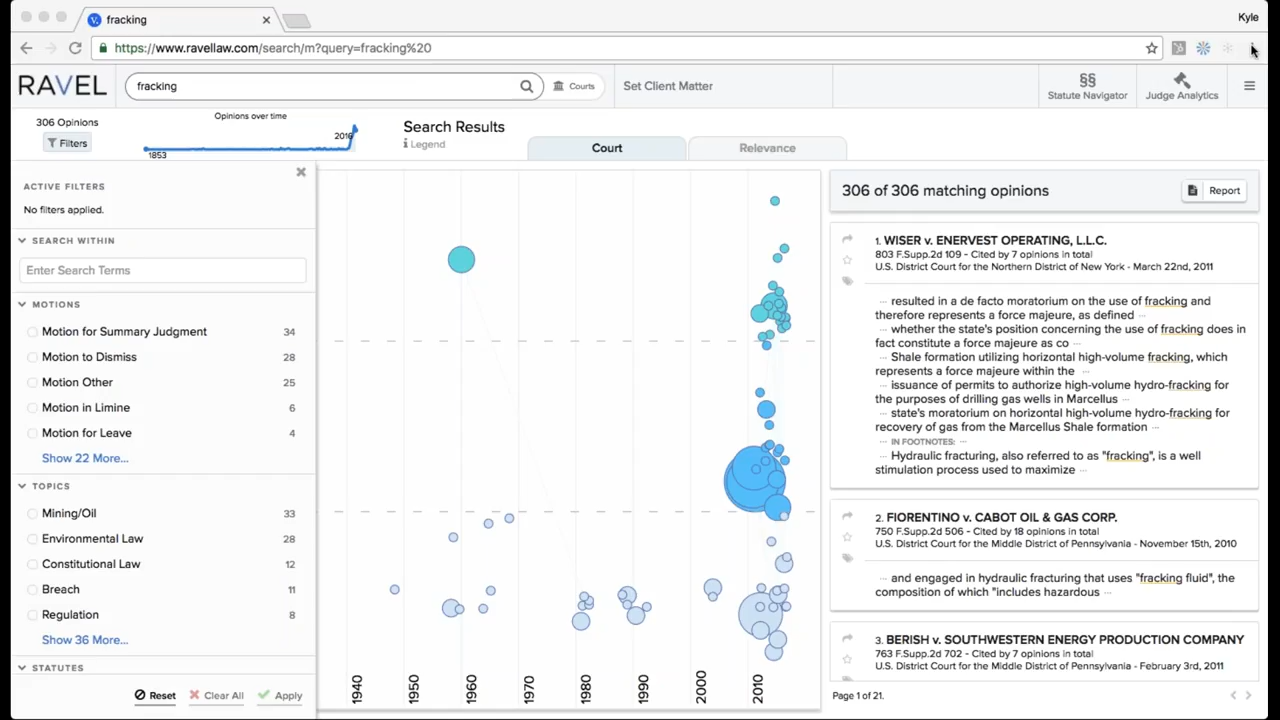 fracking
Kyle
https://www.ravellaw.com/search/m?query=fracking%20
RAVEL
fracking
Courts
Set Client Matter
§§
Statute Navigator
Judge Analytics
306 Opinions
Filters
Opinions over time
1853
2016
Search Results
Legend
Court
Relevance
ACTIVE FILTERS
No filters applied.
SEARCH WITHIN
Enter Search Terms
MOTIONS
Motion for Summary Judgment 34
Motion to Dismiss 28
Motion Other 25
Motion in Limine 6
Motion for Leave 4
Show 22 More...
TOPICS
Mining/Oil 33
Environmental Law 28
Constitutional Law 12
Breach 11
Regulation 8
Show 36 More...
STATUTES
Reset Clear All Apply
1940 1950 1960 1970 1980 1990 2000 2010
306 of 306 matching opinions
Report
1. WISER v. ENERVEST OPERATING, L.L.C.
803 F.Supp.2d 109 - Cited by 7 opinions in total
U.S. District Court for the Northern District of New York - March 22nd, 2011
··· resulted in a de facto moratorium on the use of fracking and
therefore represents a force majeure, as defined ···
··· whether the state's position concerning the use of fracking does in
fact constitute a force majeure as co ···
··· Shale formation utilizing horizontal high-volume fracking, which
represents a force majeure within the ···
··· issuance of permits to authorize high-volume hydro-fracking for
the purposes of drilling gas wells in Marcellus ···
··· state's moratorium on horizontal high-volume hydro-fracking for
recovery of gas from the Marcellus Shale formation ···
··· IN FOOTNOTES: ···
··· Hydraulic fracturing, also referred to as "fracking", is a well
stimulation process used to maximize ···
2. FIORENTINO v. CABOT OIL & GAS CORP.
750 F.Supp.2d 506 - Cited by 18 opinions in total
U.S. District Court for the Middle District of Pennsylvania - November 15th, 2010
··· and engaged in hydraulic fracturing that uses "fracking fluid", the
composition of which "includes hazardous ···
3. BERISH v. SOUTHWESTERN ENERGY PRODUCTION COMPANY
763 F.Supp.2d 702 - Cited by 7 opinions in total
U.S. District Court for the Middle District of Pennsylvania - February 3rd, 2011
Page 1 of 21.